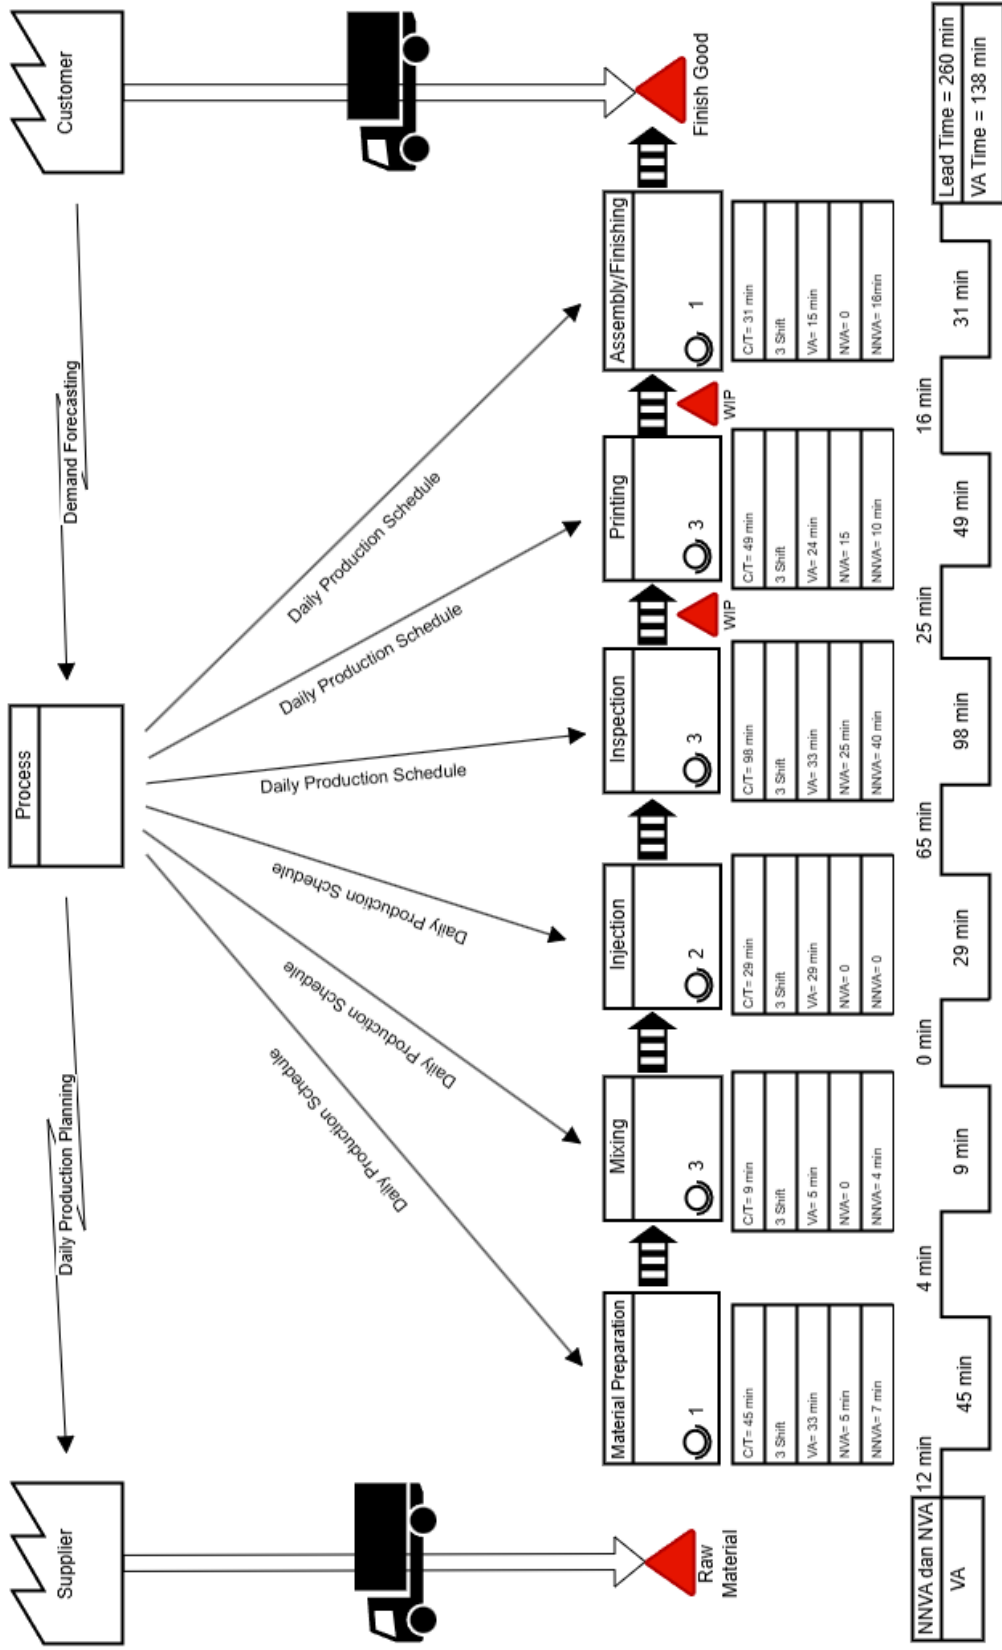 Supplier
Daily Production Planning
Process
Demand Forecasting
Customer
Daily Production Schedule
Daily Production Schedule
Daily Production Schedule
Daily Production Schedule
Daily Production Schedule
Daily Production Schedule
Raw
Material
Material Preparation
1
C/T= 45 min
3 Shift
VA= 33 min
NVA= 5 min
NNVA= 7 min
Mixing
3
C/T= 9 min
3 Shift
VA= 5 min
NVA= 0
NNVA= 4 min
Injection
2
C/T= 29 min
3 Shift
VA= 29 min
NVA= 0
NNVA= 0
Inspection
3
C/T= 98 min
3 Shift
VA= 33 min
NVA= 25 min
NNVA= 40 min
WIP
Printing
3
C/T= 49 min
3 Shift
VA= 24 min
NVA= 15
NNVA= 10 min
WIP
Assembly/Finishing
1
C/T= 31 min
3 Shift
VA= 15 min
NVA= 0
NNVA= 16min
Finish Good
NNVA dan NVA
VA
12 min
45 min
4 min
9 min
0 min
29 min
65 min
98 min
25 min
49 min
16 min
31 min
Lead Time = 260 min
VA Time = 138 min